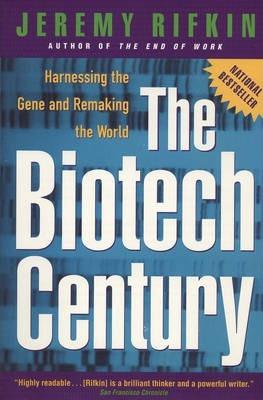 JEREMY RIFKIN
AUTHOR OF THE END OF WORK
NATIONAL
BESTSELLER
Harnessing the
Gene and Remaking
the World
The
Biotech
Century
"Highly readable . . . [Rifkin] is a brilliant thinker and a powerful writer."
San Francisco Chronicle